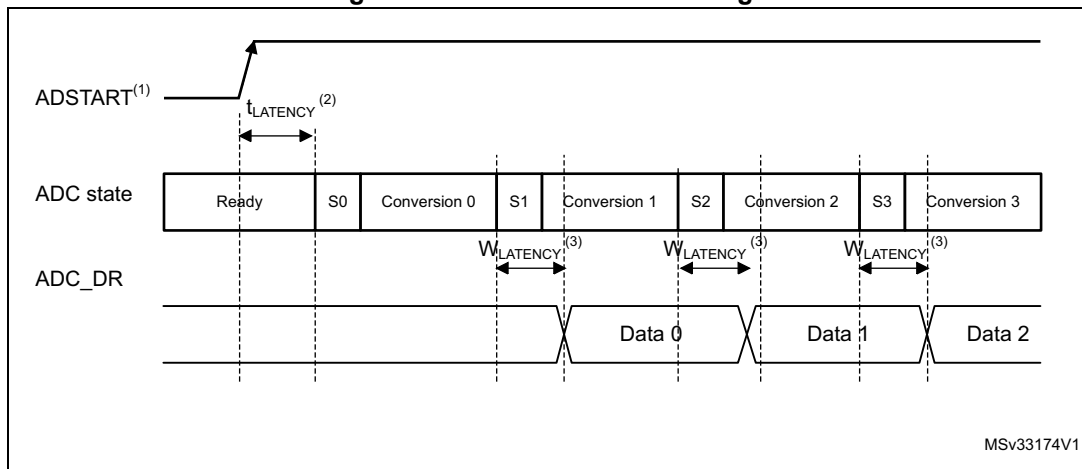 ADSTART(1)
tLATENCY (2)
ADC state
Ready S0 Conversion 0 S1 Conversion 1 S2 Conversion 2 S3 Conversion 3
WLATENCY(3) WLATENCY(3) WLATENCY(3)
ADC_DR
Data 0 Data 1 Data 2
MSv33174V1